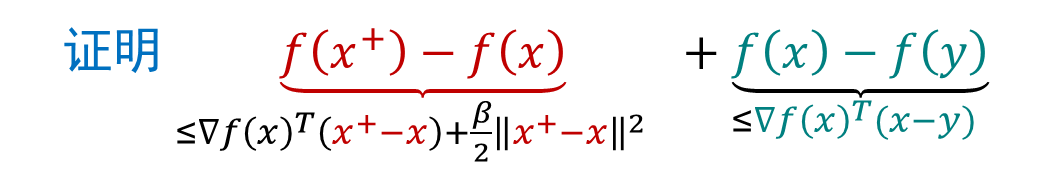 证明 f(x⁺) − f(x) + f(x) − f(y)
≤∇f(x)ᵀ(x⁺−x)+β/2‖x⁺−x‖² ≤∇f(x)ᵀ(x−y)